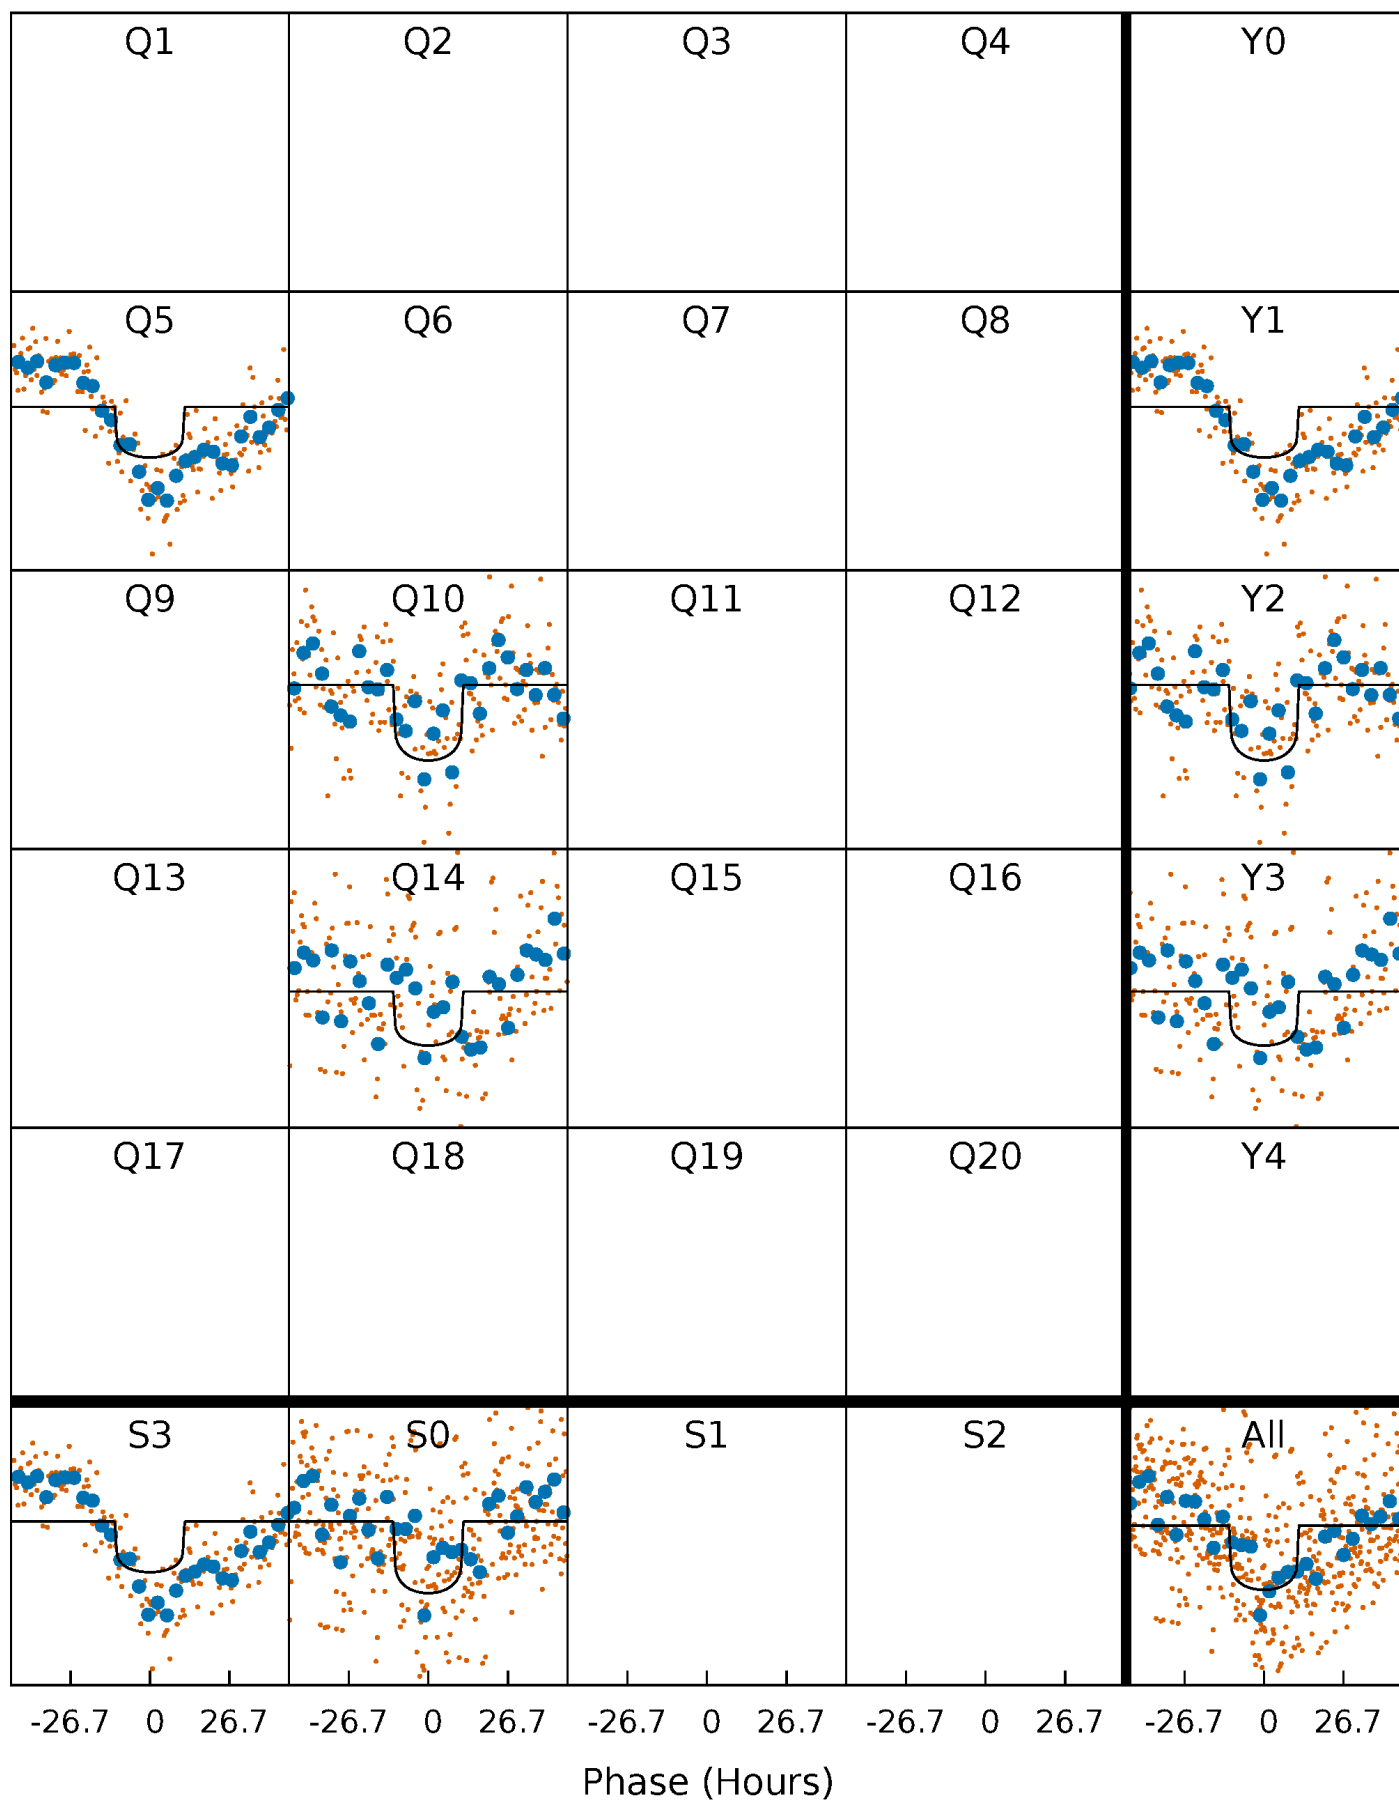 Q1 Q2 Q3 Q4 Y0
Q5 Q6 Q7 Q8 Y1
Q9 Q10 Q11 Q12 Y2
Q13 Q14 Q15 Q16 Y3
Q17 Q18 Q19 Q20 Y4
S3 S0 S1 S2 All
-26.7 0 26.7 -26.7 0 26.7 -26.7 0 26.7 -26.7 0 26.7 -26.7 0 26.7
Phase (Hours)